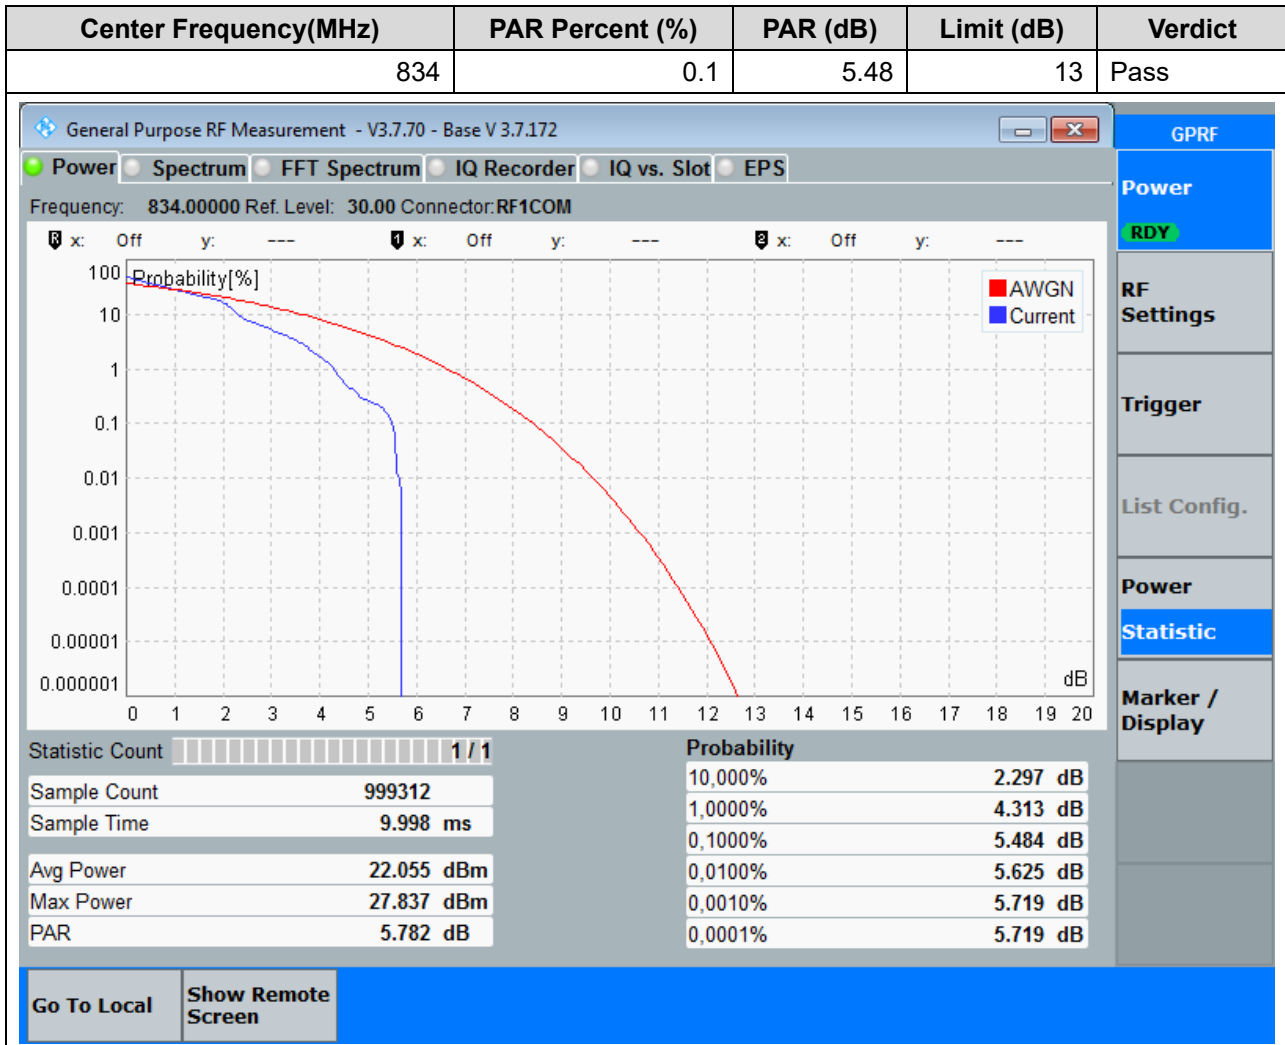 Center Frequency(MHz) PAR Percent (%) PAR (dB) Limit (dB) Verdict
834 0.1 5.48 13 Pass
General Purpose RF Measurement - V3.7.70 - Base V 3.7.172
GPRF
Power Spectrum FFT Spectrum IQ Recorder IQ vs. Slot EPS
Power
RDY
Frequency: 834.00000 Ref. Level: 30.00 Connector:RF1COM
R x: Off y: --- 1 x: Off y: --- 2 x: Off y: ---
Probability[%]
AWGN
Current
100
10
1
0.1
0.01
0.001
0.0001
0.00001
0.000001
dB
0 1 2 3 4 5 6 7 8 9 10 11 12 13 14 15 16 17 18 19 20
RF
Settings
Trigger
List Config.
Power
Statistic
Marker /
Display
Statistic Count 1 / 1
Sample Count 999312
Sample Time 9.998 ms
Avg Power 22.055 dBm
Max Power 27.837 dBm
PAR 5.782 dB
Probability
10,000% 2.297 dB
1,0000% 4.313 dB
0,1000% 5.484 dB
0,0100% 5.625 dB
0,0010% 5.719 dB
0,0001% 5.719 dB
Go To Local
Show Remote
Screen